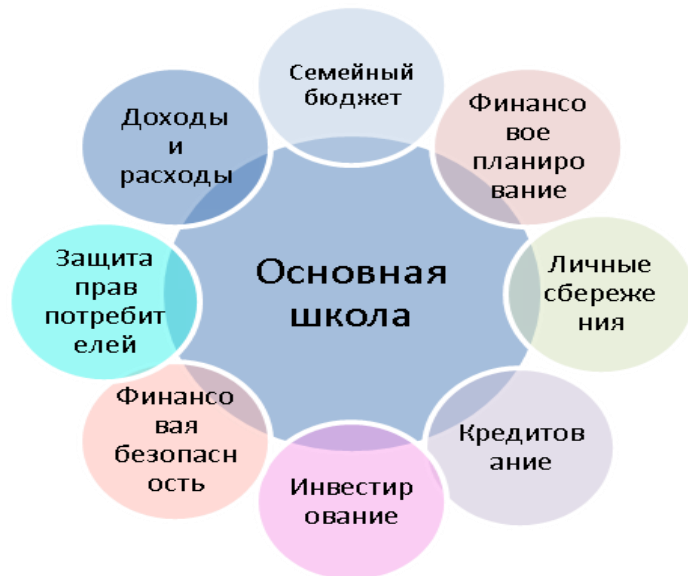 Семейный
бюджет
Финансо
вое
планиро
вание
Личные
сбереже
ния
Кредитов
ание
Инвестир
ование
Финансо
вая
безопасн
ость
Защита
прав
потребит
елей
Доходы
и
расходы
Основная
школа